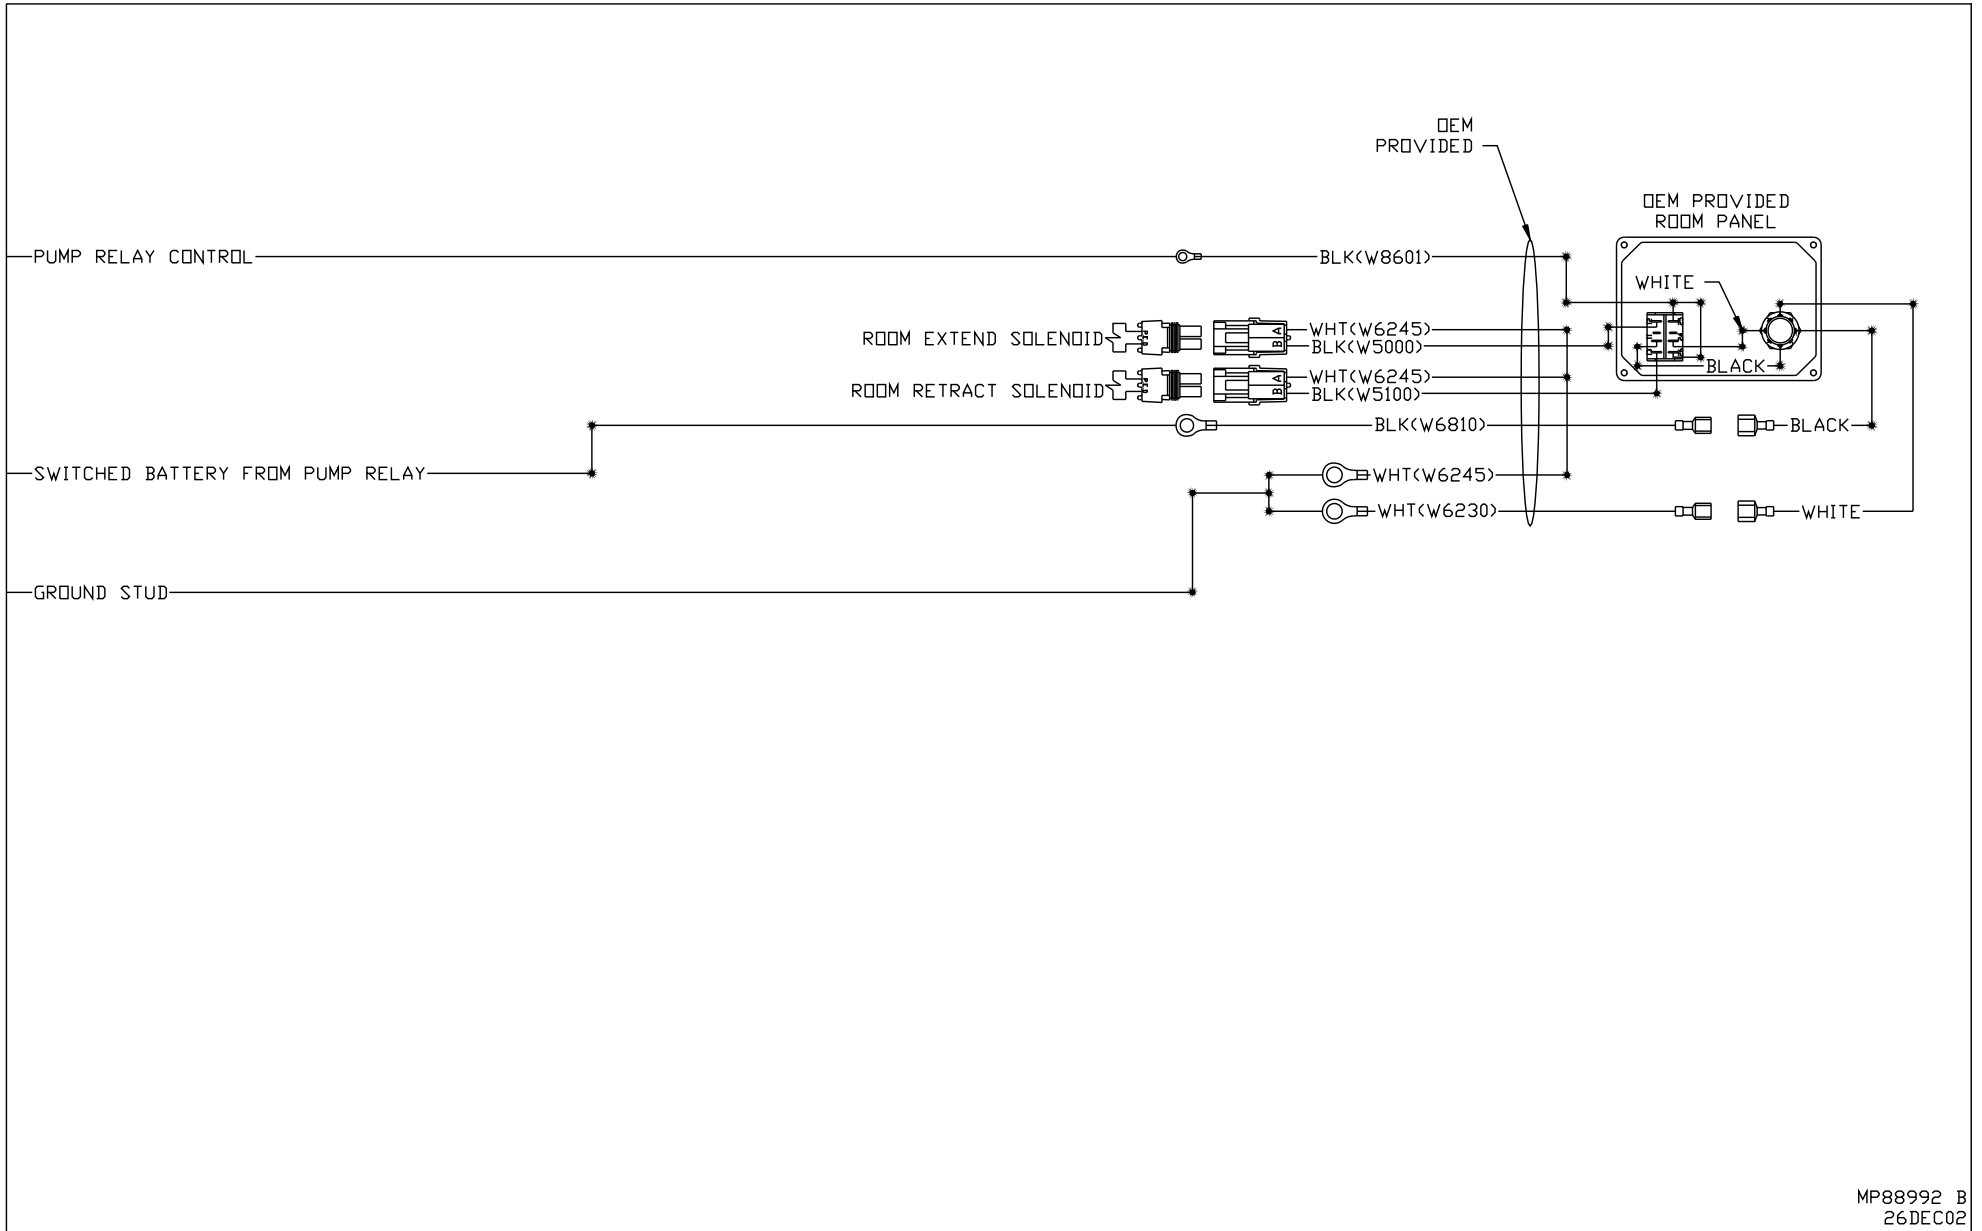 OEM
PROVIDED
OEM PROVIDED
ROOM PANEL
PUMP RELAY CONTROL
BLK(W8601)
WHITE
ROOM EXTEND SOLENOID
A
B
WHT(W6245)
BLK(W5000)
BLACK
ROOM RETRACT SOLENOID
A
B
WHT(W6245)
BLK(W5100)
BLK(W6810)
BLACK
SWITCHED BATTERY FROM PUMP RELAY
WHT(W6245)
WHT(W6230)
WHITE
GROUND STUD
MP88992 B
26DEC02